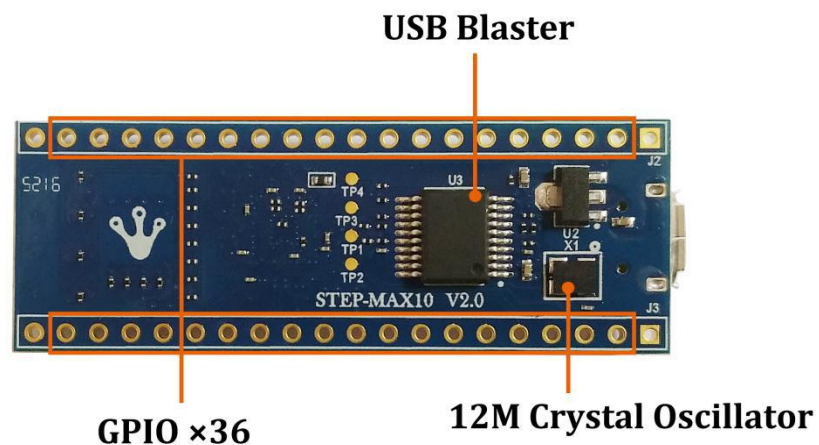 USB Blaster
J2
5216
U3
TP4
TP3
TP1
TP2
U2
X1
STEP-MAX10 V2.0
J3
GPIO ×36
12M Crystal Oscillator